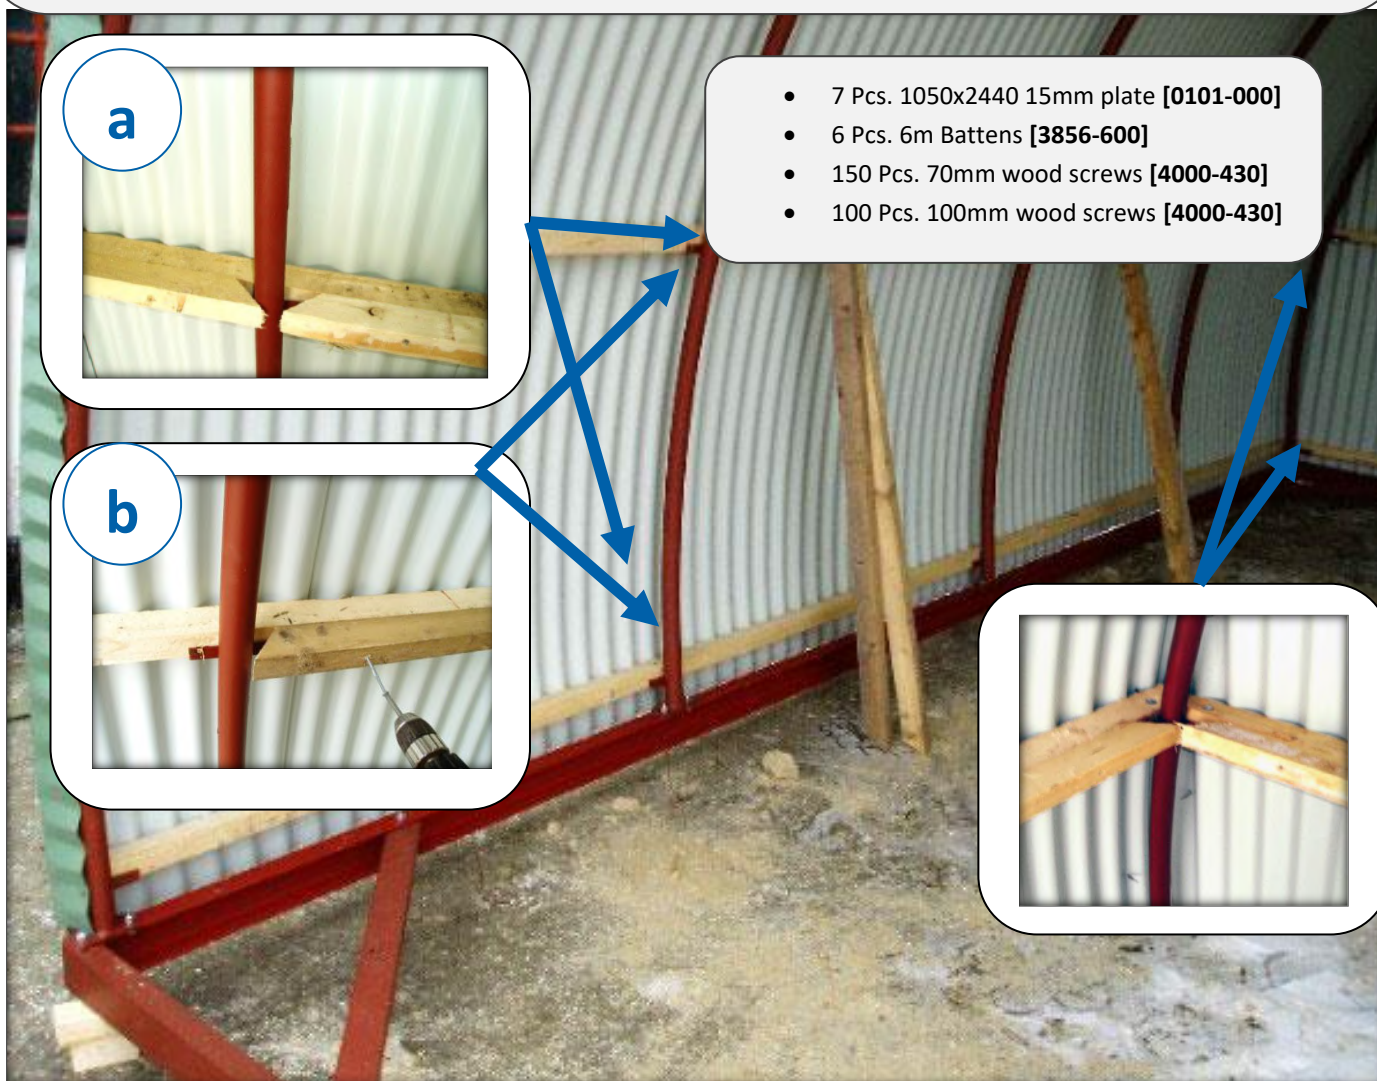 a
• 7 Pcs. 1050x2440 15mm plate [0101-000]
• 6 Pcs. 6m Battens [3856-600]
• 150 Pcs. 70mm wood screws [4000-430]
• 100 Pcs. 100mm wood screws [4000-430]
b